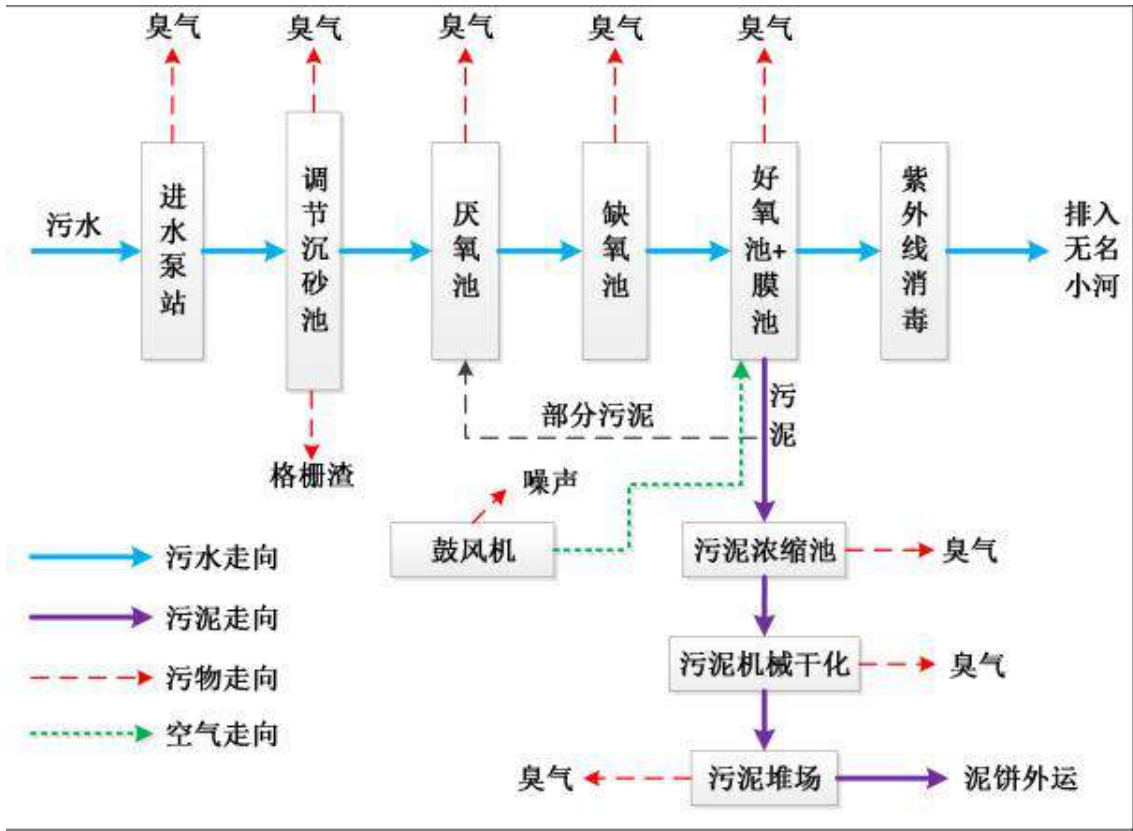 臭气
臭气
臭气
臭气
臭气
污水
进水泵站
调节沉砂池
厌氧池
缺氧池
好氧池+膜池
紫外线消毒
排入
无名
小河
部分污泥
污泥
格栅渣
噪声
鼓风机
污泥浓缩池
臭气
污水走向
污泥走向
污泥机械干化
臭气
污物走向
空气走向
臭气
污泥堆场
泥饼外运